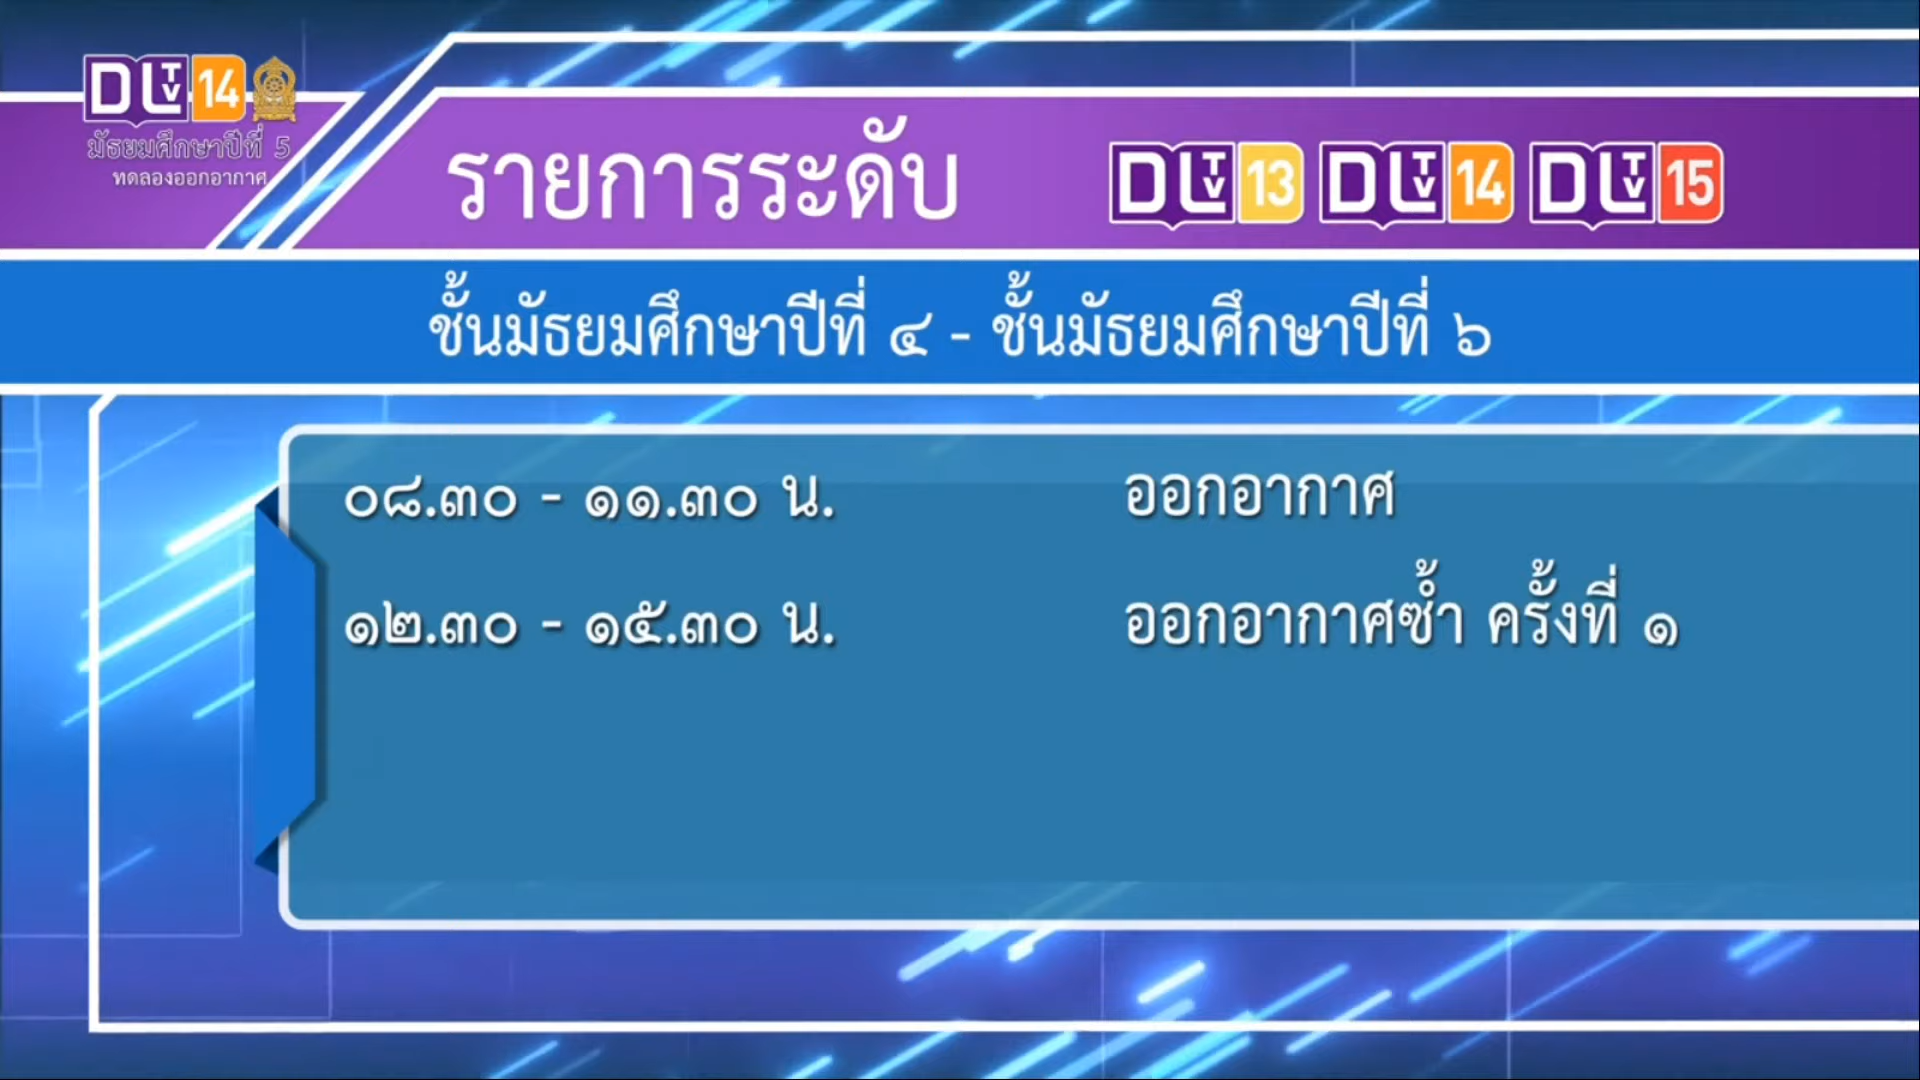 DLTV 14
มัธยมศึกษาปีที่ 5
ทดลองออกอากาศ
รายการระดับ DLTV 13 DLTV 14 DLTV 15
ชั้นมัธยมศึกษาปีที่ ๔ - ชั้นมัธยมศึกษาปีที่ ๖
๐๘.๓๐ - ๑๑.๓๐ น. ออกอากาศ
๑๒.๓๐ - ๑๕.๓๐ น. ออกอากาศซ้ำ ครั้งที่ ๑